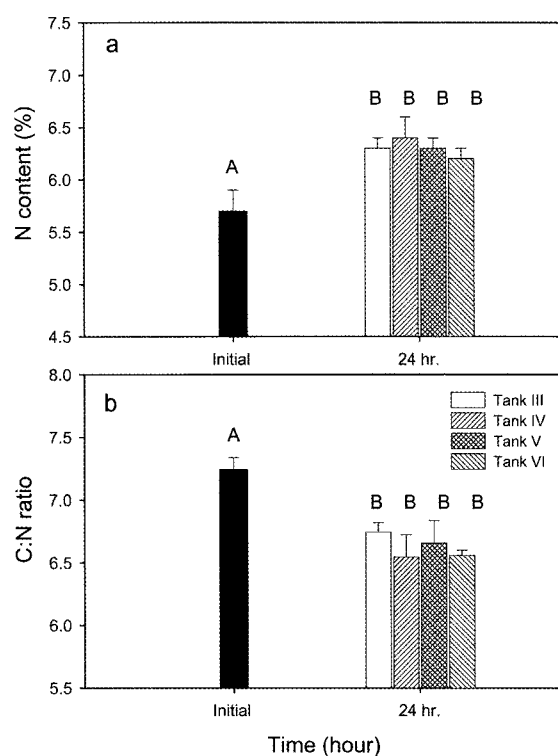 a
7.5
7.0
6.5
6.0
5.5
5.0
4.5
N content (%)
A
B B B B
Initial 24 hr.
b
8.0
7.5
7.0
6.5
6.0
5.5
C:N ratio
A
B B B B
Tank III
Tank IV
Tank V
Tank VI
Initial 24 hr.
Time (hour)